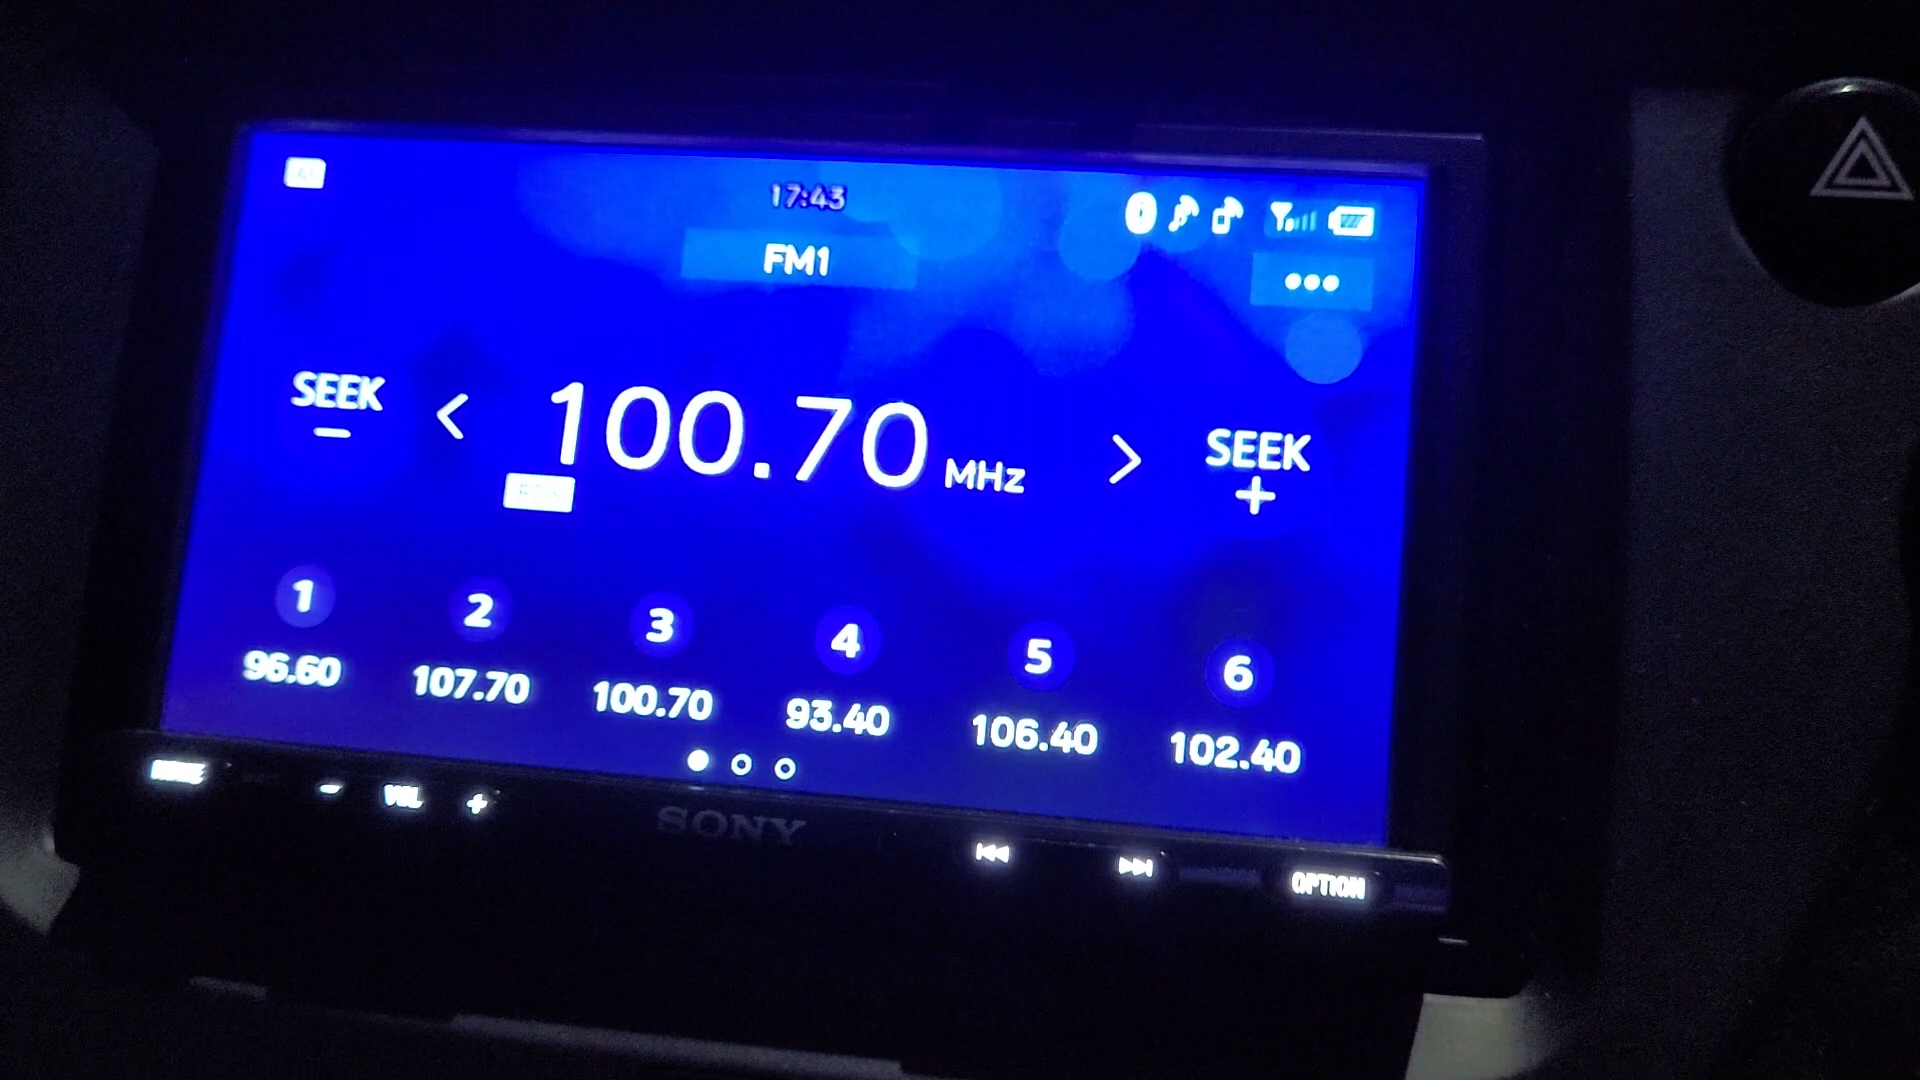 17:43
FM1
SEEK
−
< 100.70 MHz >
SEEK
+
1 2 3 4 5 6
96.60 107.70 100.70 93.40 106.40 102.40
− VOL +
SONY
OPTION